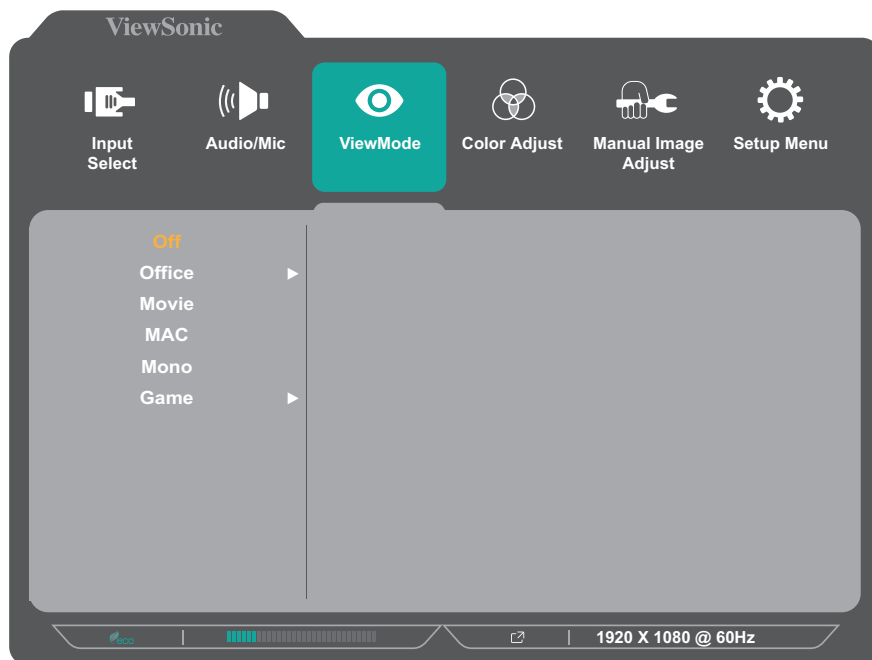 ViewSonic
Input
Select
Audio/Mic
ViewMode
Color Adjust
Manual Image
Adjust
Setup Menu
Off
Office
Movie
MAC
Mono
Game
eco
1920 X 1080 @ 60Hz